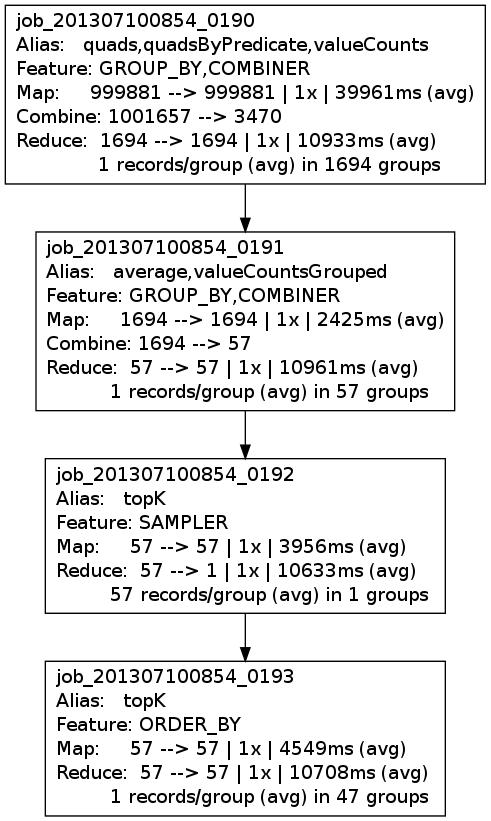 job_201307100854_0190
Alias:   quads,quadsByPredicate,valueCounts
Feature: GROUP_BY,COMBINER
Map:     999881 --> 999881 | 1x | 39961ms (avg)
Combine: 1001657 --> 3470
Reduce:  1694 --> 1694 | 1x | 10933ms (avg)
1 records/group (avg) in 1694 groups
job_201307100854_0191
Alias:   average,valueCountsGrouped
Feature: GROUP_BY,COMBINER
Map:     1694 --> 1694 | 1x | 2425ms (avg)
Combine: 1694 --> 57
Reduce:  57 --> 57 | 1x | 10961ms (avg)
1 records/group (avg) in 57 groups
job_201307100854_0192
Alias:   topK
Feature: SAMPLER
Map:     57 --> 57 | 1x | 3956ms (avg)
Reduce:  57 --> 1 | 1x | 10633ms (avg)
57 records/group (avg) in 1 groups
job_201307100854_0193
Alias:   topK
Feature: ORDER_BY
Map:     57 --> 57 | 1x | 4549ms (avg)
Reduce:  57 --> 57 | 1x | 10708ms (avg)
1 records/group (avg) in 47 groups